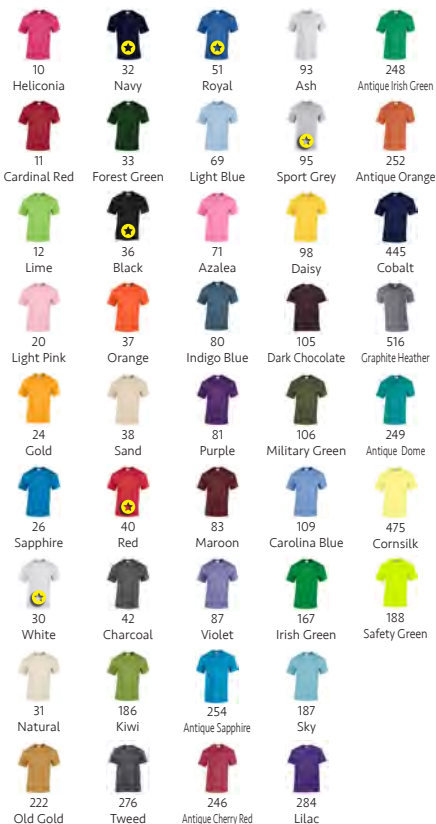 10 32 51 93 248
Heliconia Navy Royal Ash Antique Irish Green
11 33 69 95 252
Cardinal Red Forest Green Light Blue Sport Grey Antique Orange
12 36 71 98 445
Lime Black Azalea Daisy Cobalt
20 37 80 105 516
Light Pink Orange Indigo Blue Dark Chocolate Graphite Heather
24 38 81 106 249
Gold Sand Purple Military Green Antique Dome
26 40 83 109 475
Sapphire Red Maroon Carolina Blue Cornsilk
30 42 87 167 188
White Charcoal Violet Irish Green Safety Green
31 186 254 187
Natural Kiwi Antique Sapphire Sky
222 276 246 284
Old Gold Tweed Antique Cherry Red Lilac